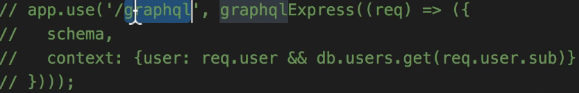 // app.use('/graphql', graphqlExpress((req) => ({
//   schema,
//   context: {user: req.user && db.users.get(req.user.sub)}
// })));